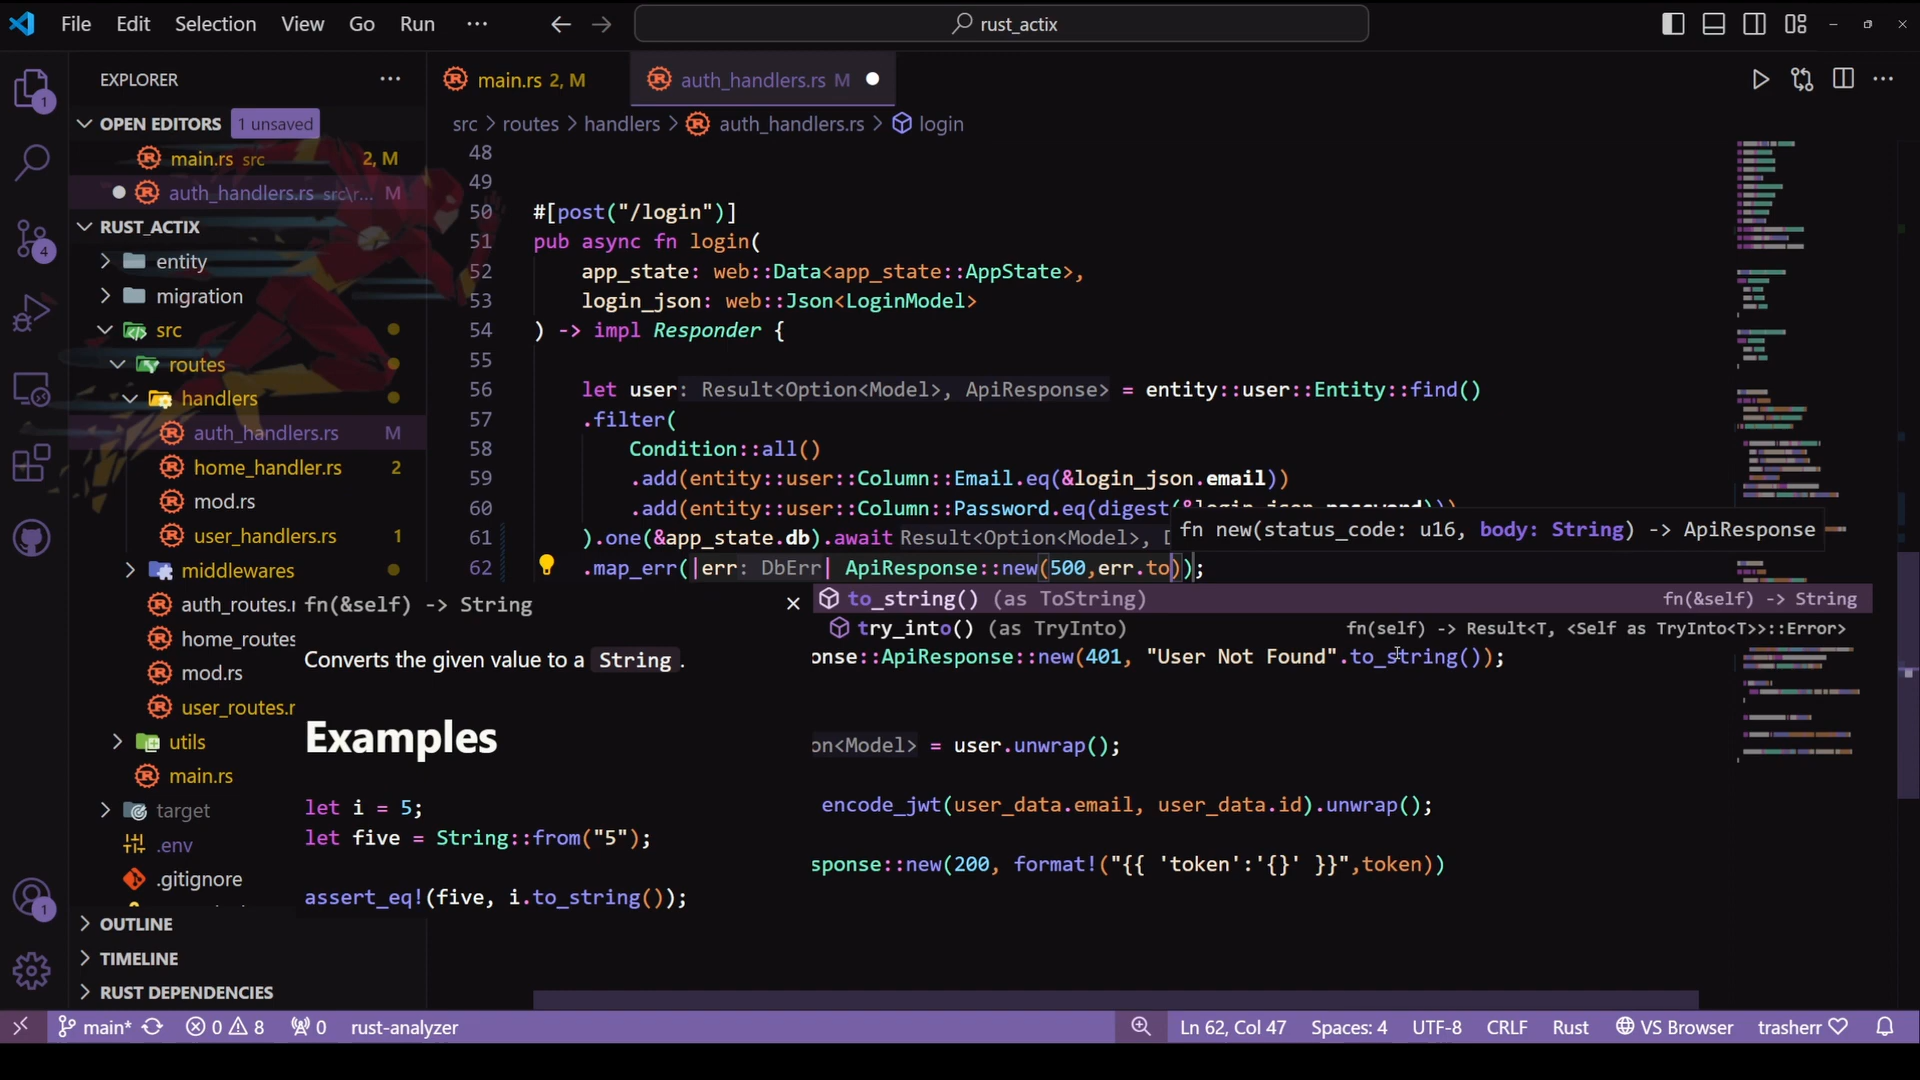 File Edit Selection View Go Run ··· rust_actix
EXPLORER ···
OPEN EDITORS 1 unsaved
main.rs src 2, M
auth_handlers.rs src\r... M
RUST_ACTIX
entity
migration
src
routes
handlers
auth_handlers.rs M
home_handler.rs 2
mod.rs
user_handlers.rs 1
middlewares
auth_routes.r
home_routes
mod.rs
user_routes.r
utils
main.rs
target
.env
.gitignore
OUTLINE
TIMELINE
RUST DEPENDENCIES
1
4
1
main.rs 2, M auth_handlers.rs M
src > routes > handlers > auth_handlers.rs > login
48
49
50 #[post("/login")]
51 pub async fn login(
52 app_state: web::Data<app_state::AppState>,
53 login_json: web::Json<LoginModel>
54 ) -> impl Responder {
55
56 let user: Result<Option<Model>, ApiResponse> = entity::user::Entity::find()
57 .filter(
58 Condition::all()
59 .add(entity::user::Column::Email.eq(&login_json.email))
60 .add(entity::user::Column::Password.eq(digest(&login_json.password)))
fn new(status_code: u16, body: String) -> ApiResponse
61 ).one(&app_state.db).await Result<Option<Model>, D
62 .map_err(|err: DbErr| ApiResponse::new(500,err.to));
to_string() (as ToString) fn(&self) -> String
try_into() (as TryInto) fn(self) -> Result<T, <Self as TryInto<T>>::Error>
fn(&self) -> String
Converts the given value to a String.
Examples
let i = 5;
let five = String::from("5");
assert_eq!(five, i.to_string());
onse::ApiResponse::new(401, "User Not Found".to_string());
on<Model> = user.unwrap();
encode_jwt(user_data.email, user_data.id).unwrap();
sponse::new(200, format!("{{ 'token':'{}' }}",token))
main* 0 8 0 rust-analyzer Ln 62, Col 47 Spaces: 4 UTF-8 CRLF Rust VS Browser trasherr